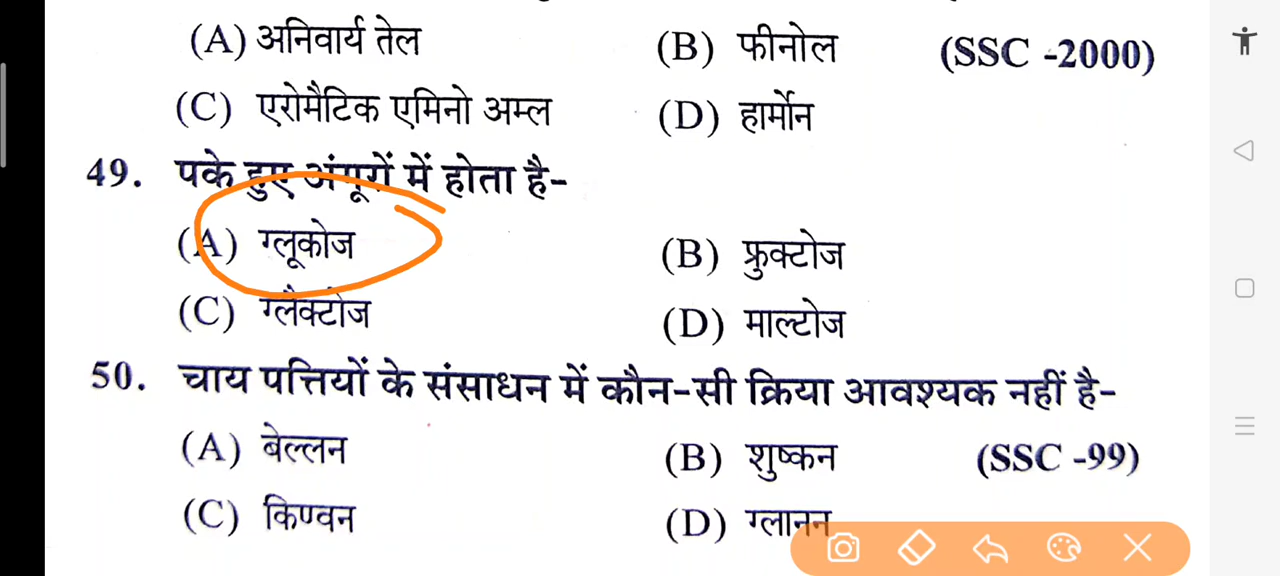 (A) अनिवार्य तेल (B) फीनोल (SSC -2000)
(C) एरोमैटिक एमिनो अम्ल (D) हार्मोन
49. पके हुए अंगूरों में होता है-
(A) ग्लूकोज (B) फ्रुक्टोज
(C) ग्लैक्टोज (D) माल्टोज
50. चाय पत्तियों के संसाधन में कौन-सी क्रिया आवश्यक नहीं है-
(A) बेल्लन (B) शुष्कन (SSC -99)
(C) किण्वन (D) ग्लानन